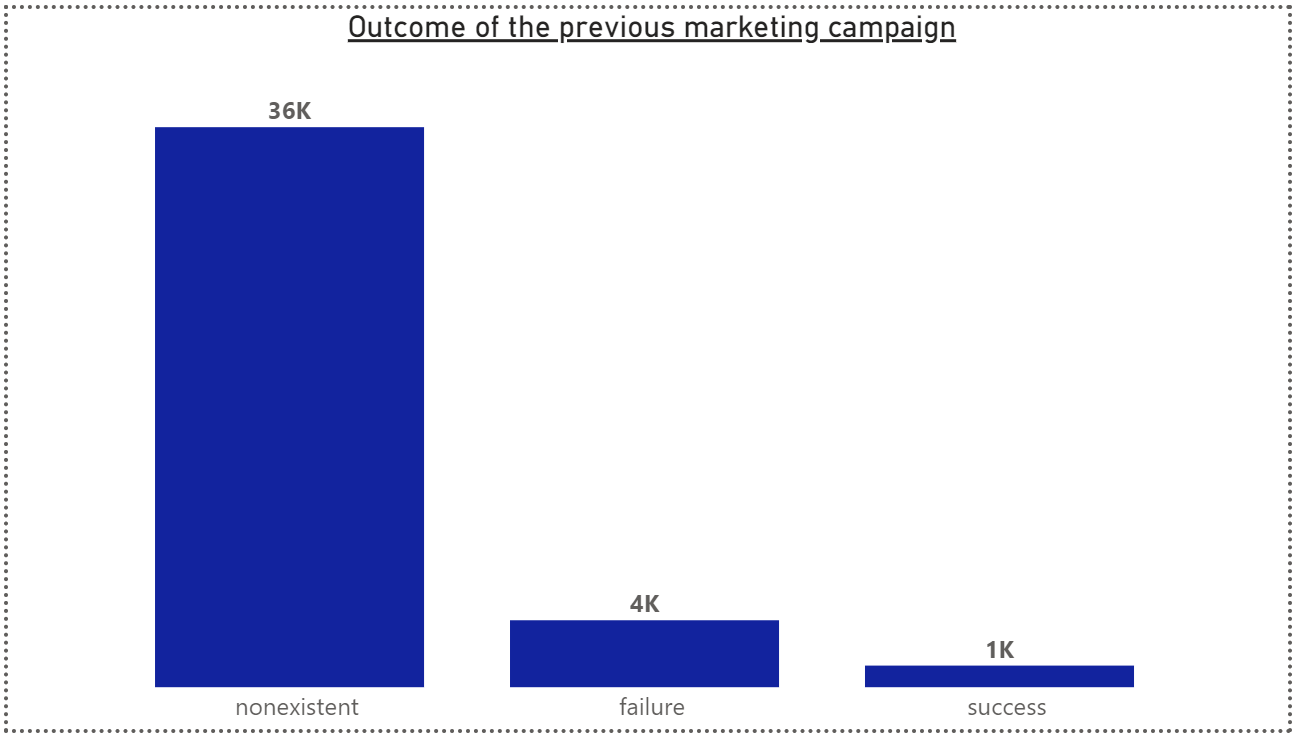 Outcome of the previous marketing campaign
36K
4K
1K
nonexistent
failure
success